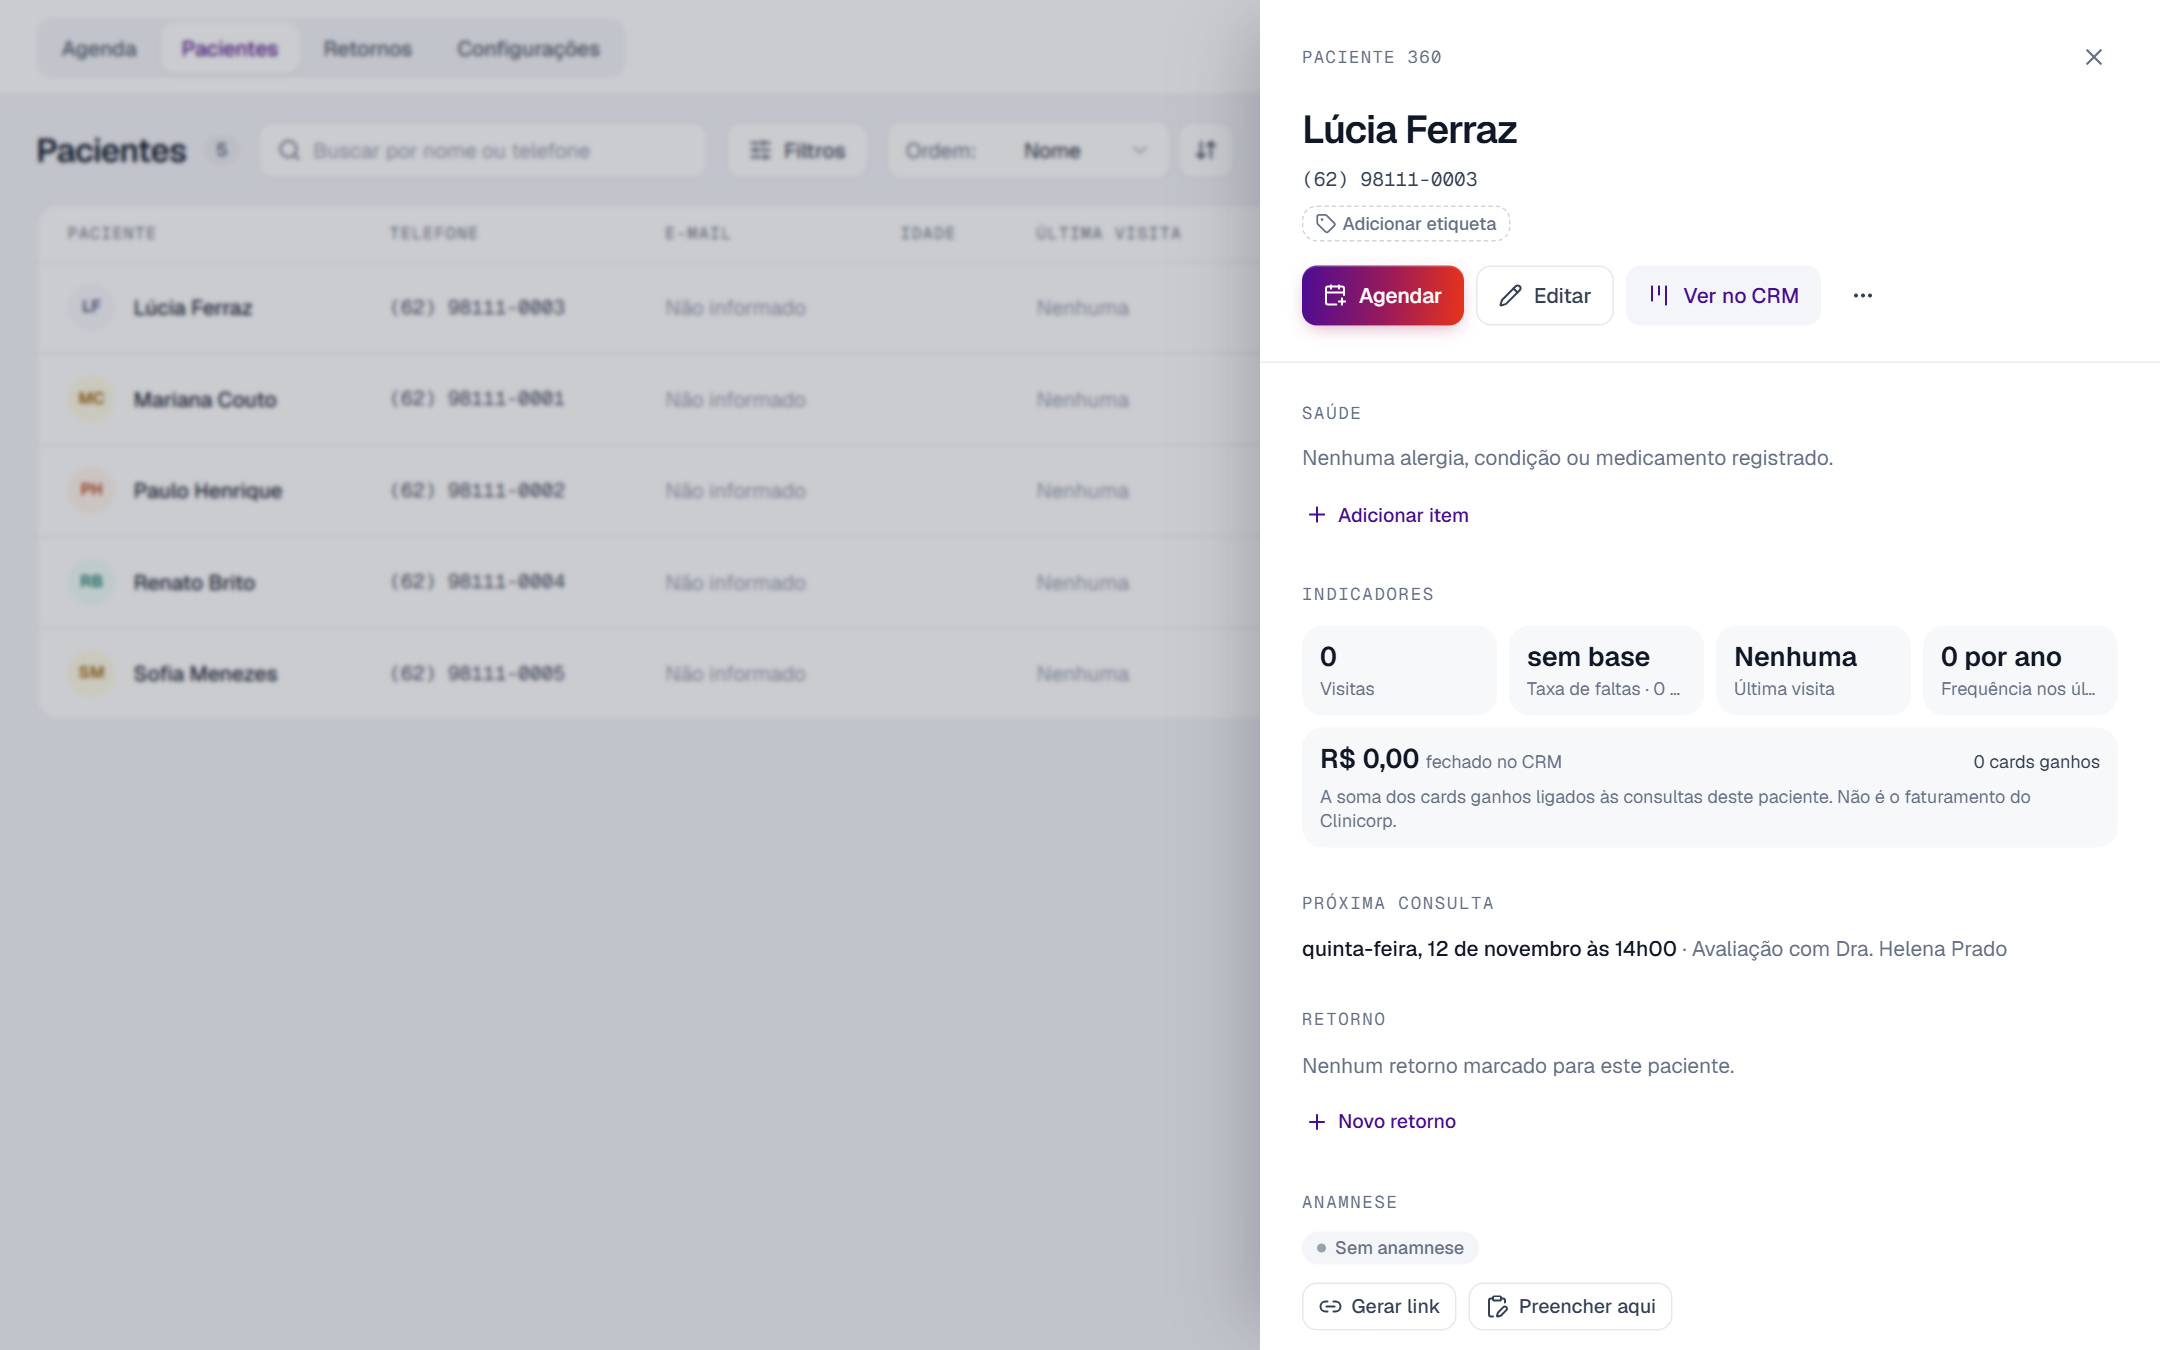 Agenda Pacientes Retornos Configurações
Pacientes 5 Buscar por nome ou telefone Filtros Ordem: Nome
PACIENTE TELEFONE E-MAIL IDADE ÚLTIMA VISITA
LF Lúcia Ferraz (62) 98111-0003 Não informado Nenhuma
MC Mariana Couto (62) 98111-0001 Não informado Nenhuma
PH Paulo Henrique (62) 98111-0002 Não informado Nenhuma
RB Renato Brito (62) 98111-0004 Não informado Nenhuma
SM Sofia Menezes (62) 98111-0005 Não informado Nenhuma
PACIENTE 360
Lúcia Ferraz
(62) 98111-0003
Adicionar etiqueta
Agendar Editar Ver no CRM
SAÚDE
Nenhuma alergia, condição ou medicamento registrado.
Adicionar item
INDICADORES
0 sem base Nenhuma 0 por ano
Visitas Taxa de faltas · 0 ... Última visita Frequência nos úl...
R$ 0,00 fechado no CRM 0 cards ganhos
A soma dos cards ganhos ligados às consultas deste paciente. Não é o faturamento do
Clinicorp.
PRÓXIMA CONSULTA
quinta-feira, 12 de novembro às 14h00 · Avaliação com Dra. Helena Prado
RETORNO
Nenhum retorno marcado para este paciente.
Novo retorno
ANAMNESE
Sem anamnese
Gerar link Preencher aqui